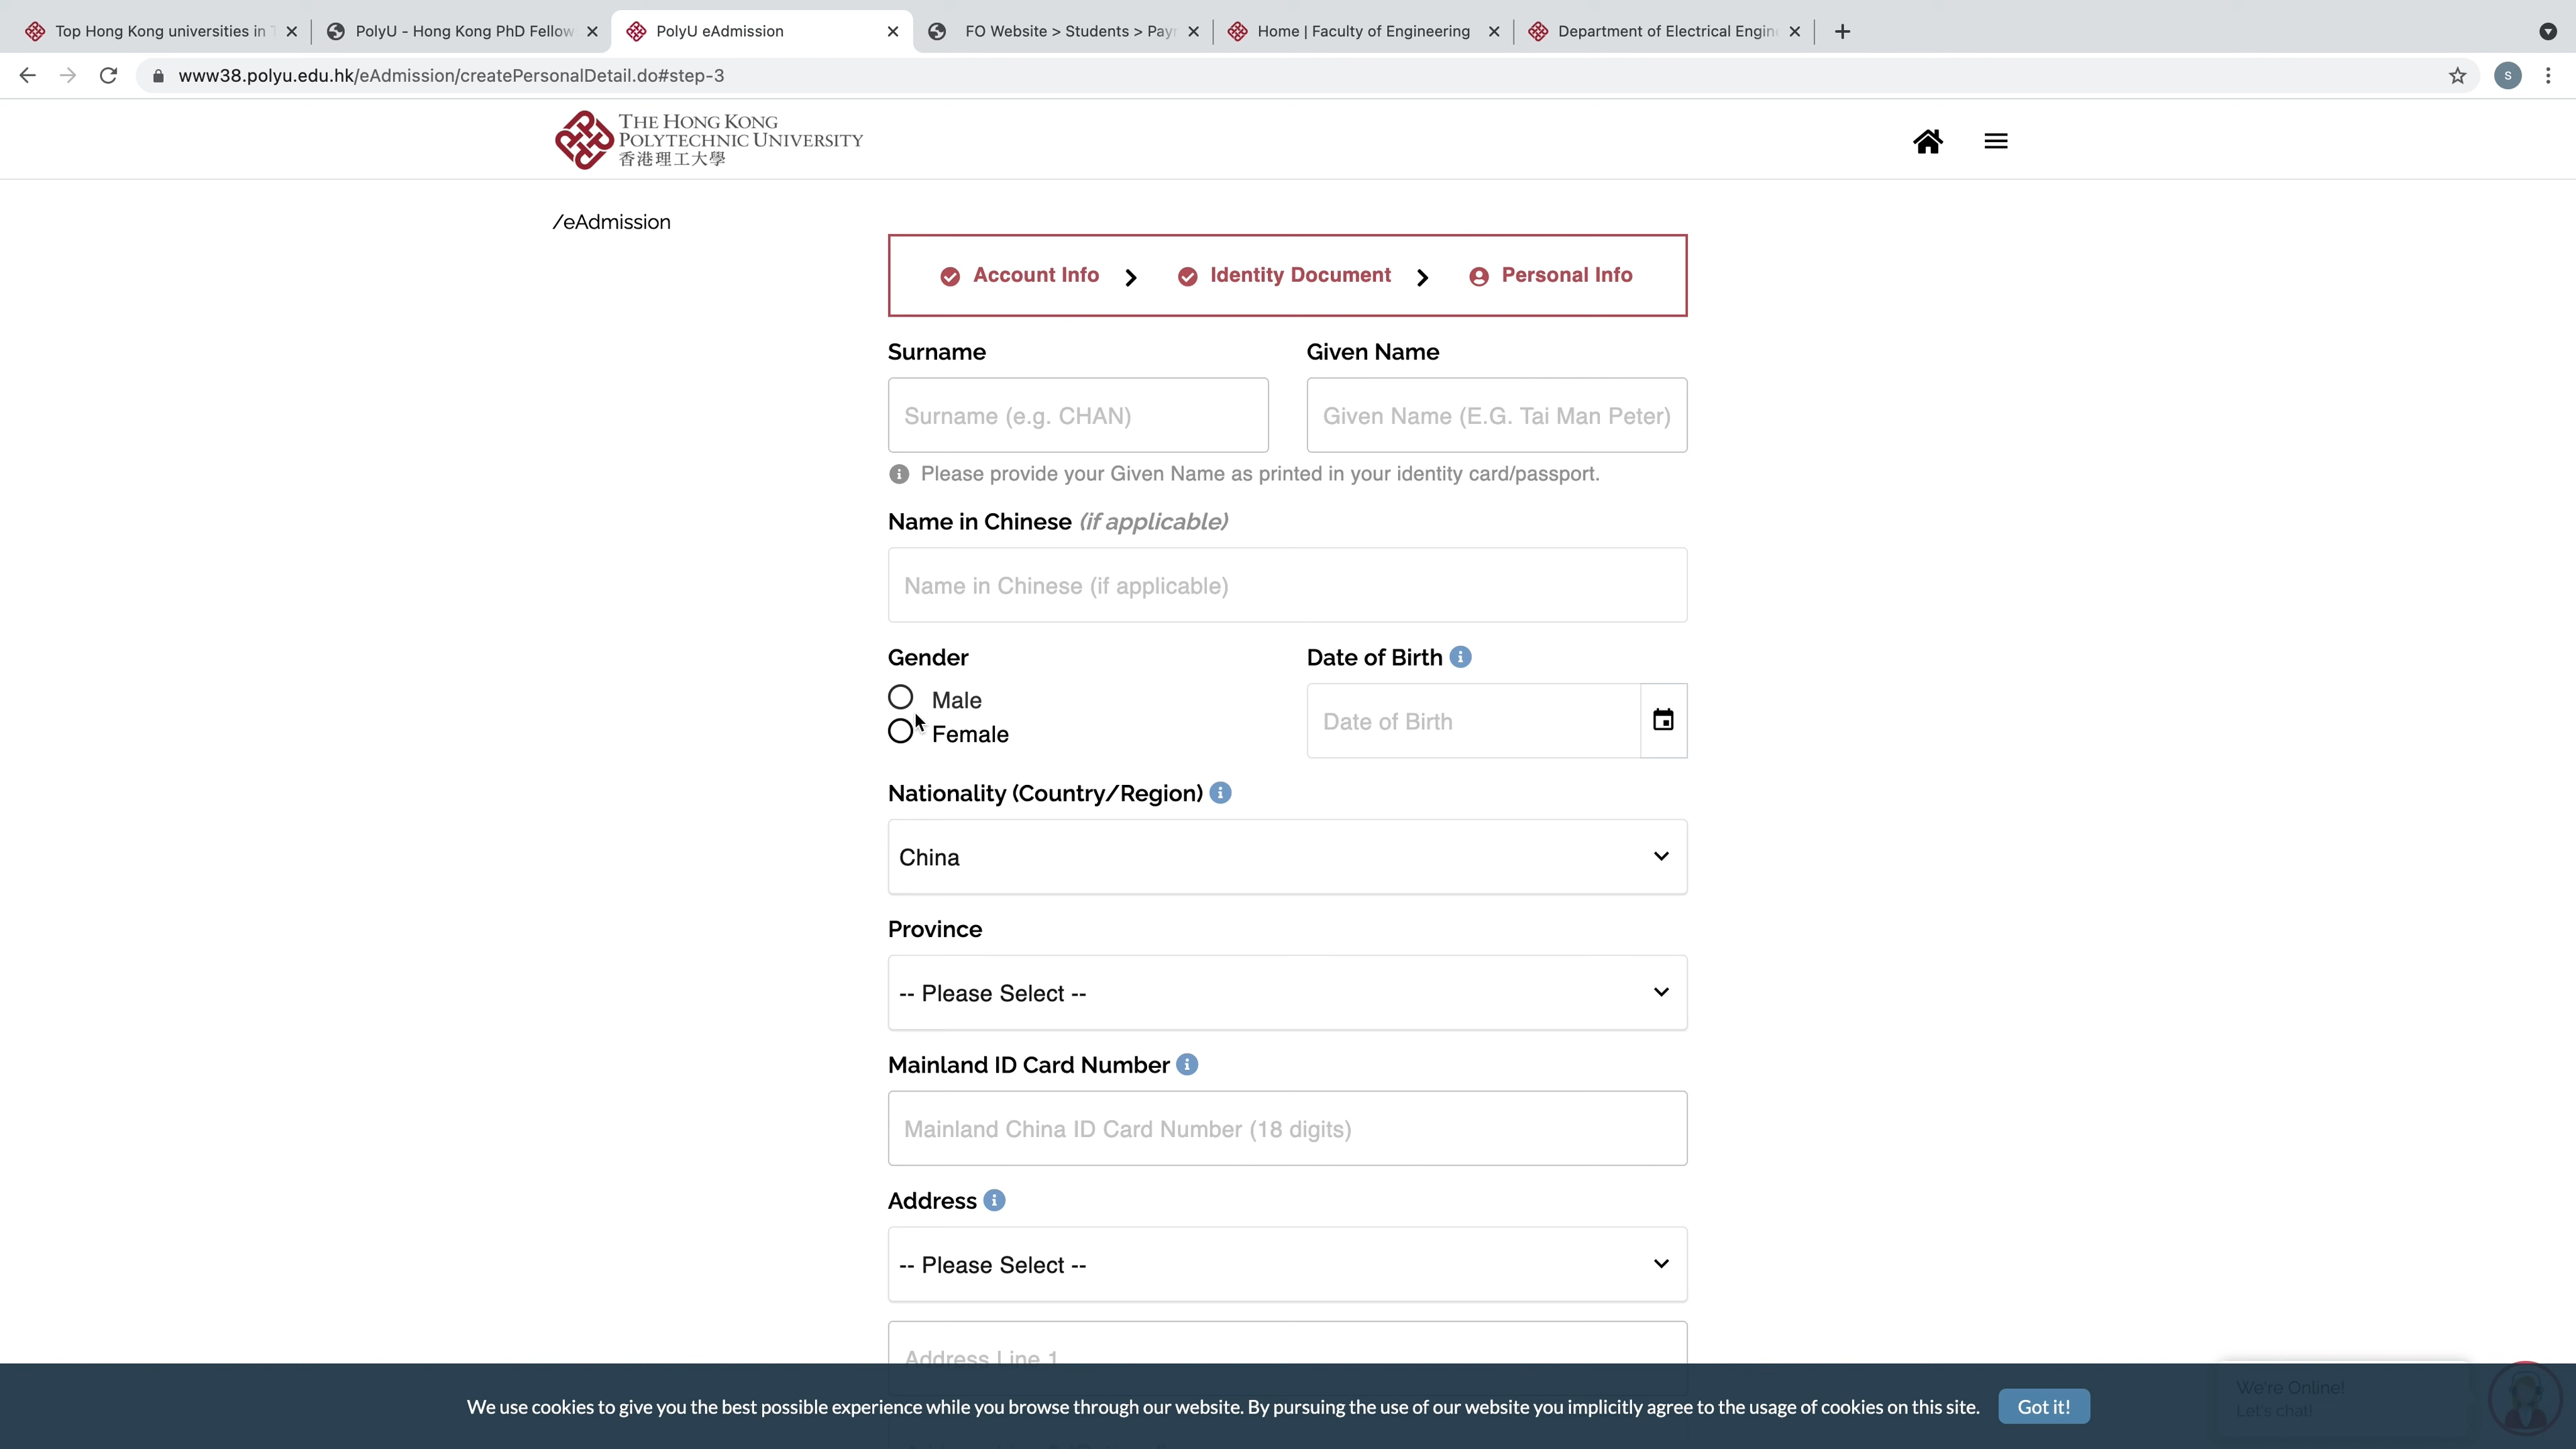 Top Hong Kong universities in
PolyU - Hong Kong PhD Fellow
PolyU eAdmission
FO Website > Students > Pay
Home | Faculty of Engineering
Department of Electrical Engin
www38.polyu.edu.hk/eAdmission/createPersonalDetail.do#step-3
S
THE HONG KONG
POLYTECHNIC UNIVERSITY
香港理工大學
/eAdmission
Account Info
Identity Document
Personal Info
Surname
Given Name
Surname (e.g. CHAN)
Given Name (E.G. Tai Man Peter)
Please provide your Given Name as printed in your identity card/passport.
Name in Chinese (if applicable)
Name in Chinese (if applicable)
Gender
Date of Birth
Male
Female
Date of Birth
Nationality (Country/Region)
China
Province
-- Please Select --
Mainland ID Card Number
Mainland China ID Card Number (18 digits)
Address
-- Please Select --
Address Line 1
We use cookies to give you the best possible experience while you browse through our website. By pursuing the use of our website you implicitly agree to the usage of cookies on this site.
Got it!
We're Online!
Let's chat!